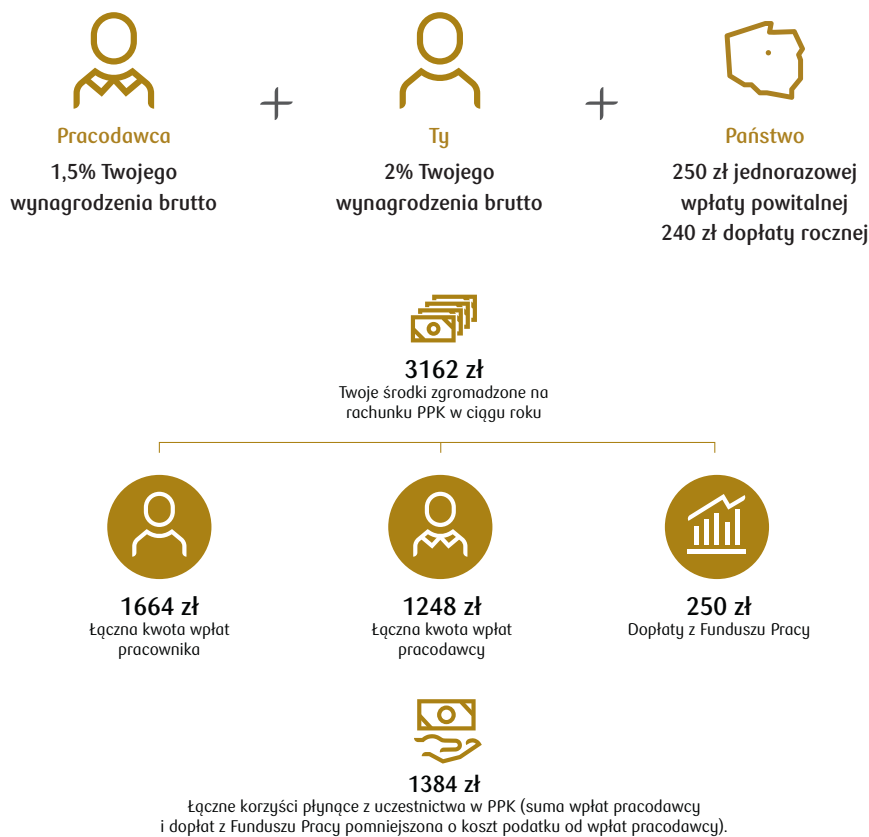 Pracodawca
1,5% Twojego
wynagrodzenia brutto
Ty
2% Twojego
wynagrodzenia brutto
Państwo
250 zł jednorazowej
wpłaty powitalnej
240 zł dopłaty rocznej
3162 zł
Twoje środki zgromadzone na
rachunku PPK w ciągu roku
1664 zł
Łączna kwota wpłat
pracownika
1248 zł
Łączna kwota wpłat
pracodawcy
250 zł
Dopłaty z Funduszu Pracy
1384 zł
Łączne korzyści płynące z uczestnictwa w PPK (suma wpłat pracodawcy
i dopłat z Funduszu Pracy pomniejszona o koszt podatku od wpłat pracodawcy).